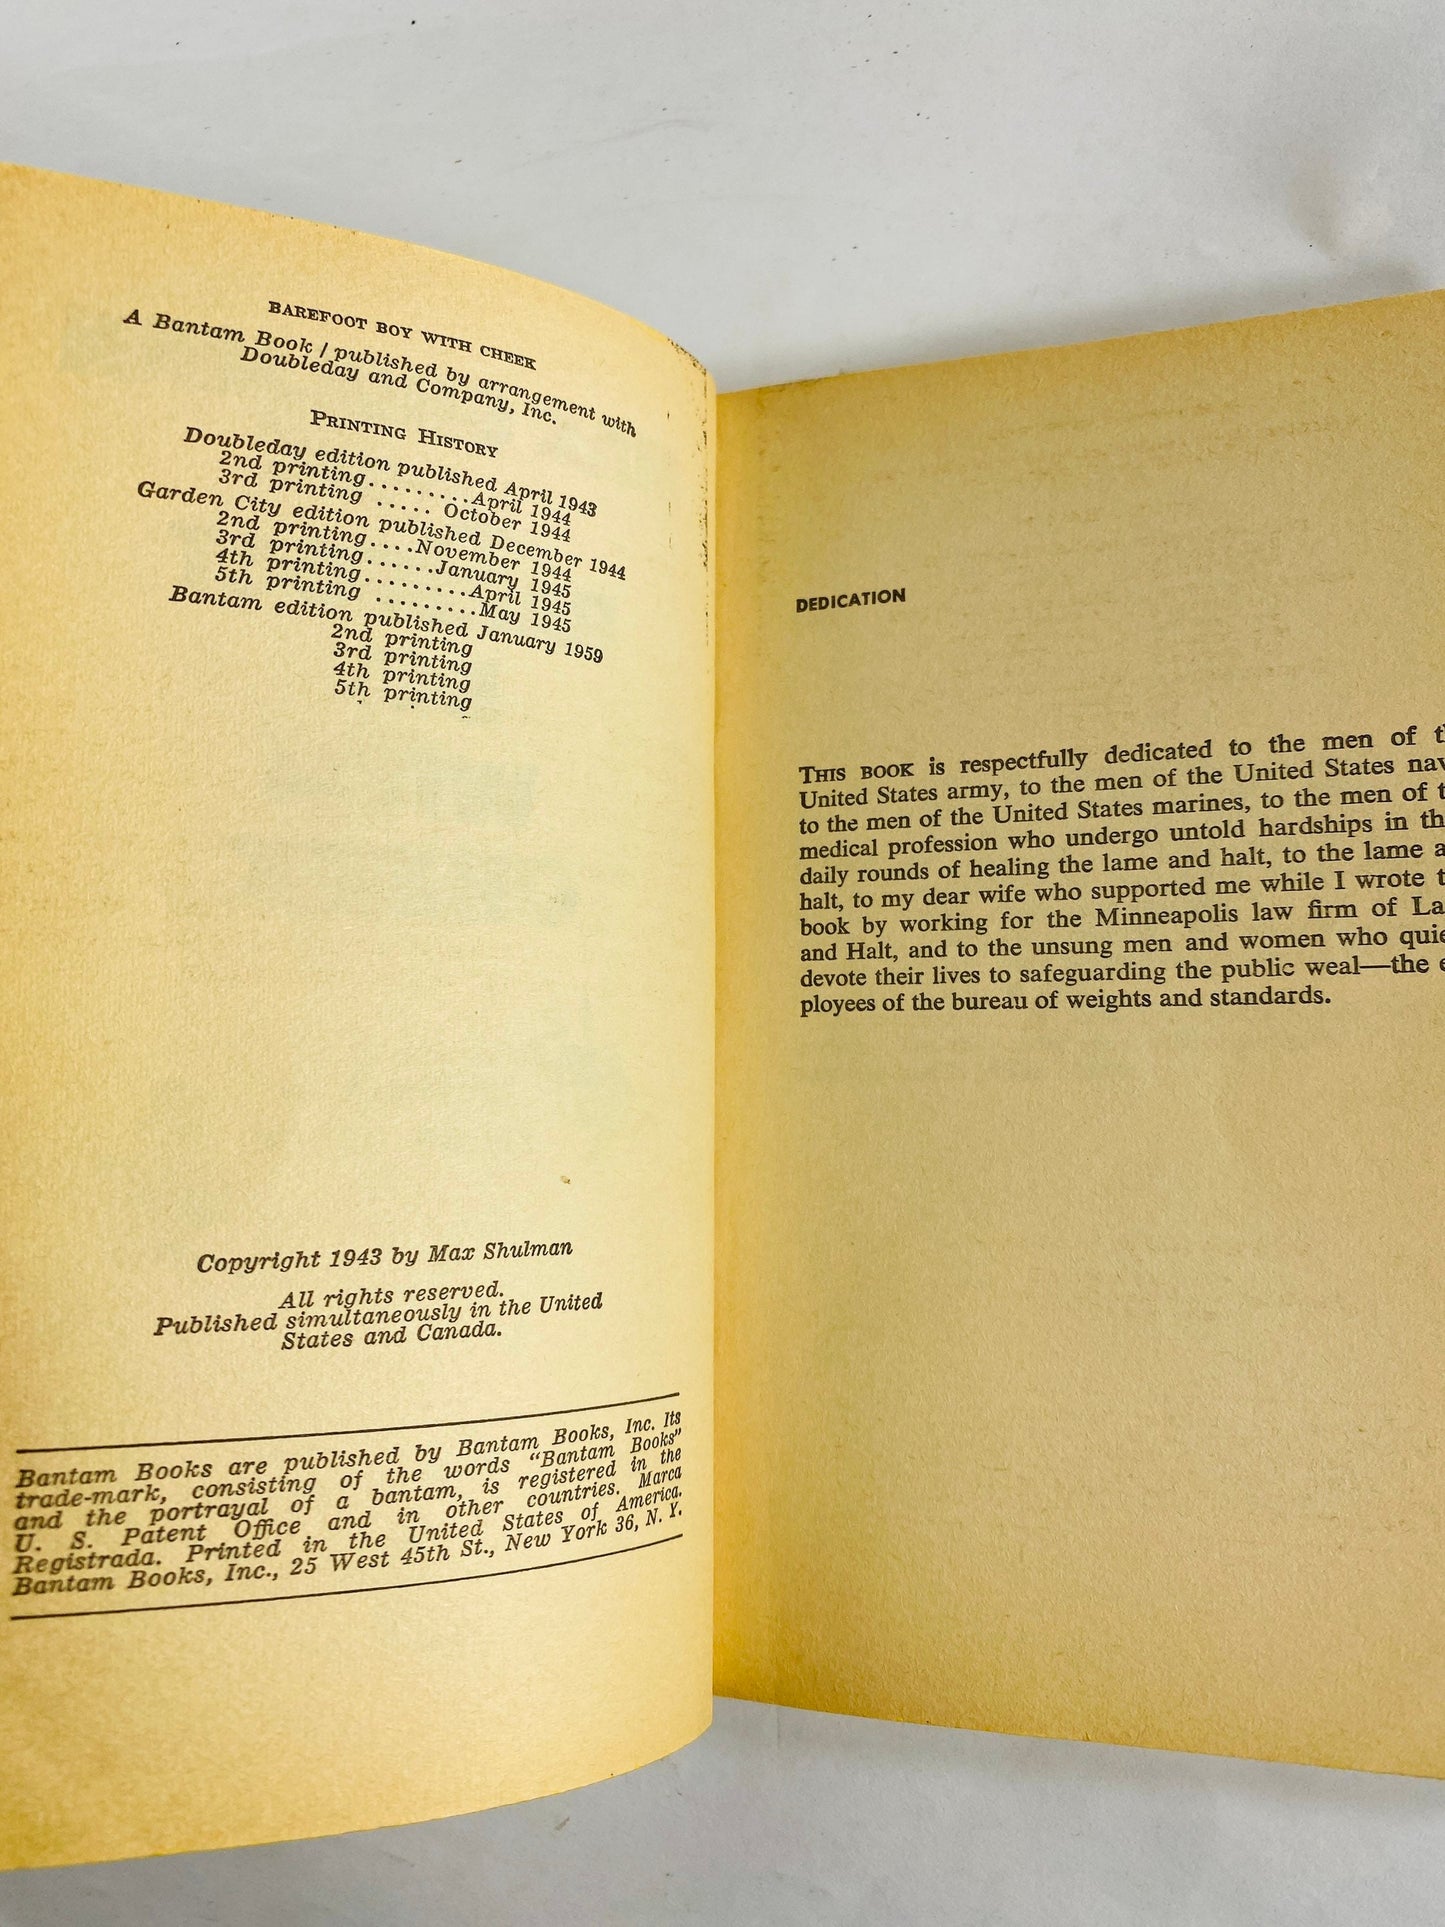 BAREFOOT BOY WITH CHEEK
A Bantam Book / published by arrangement with
Doubleday and Company, Inc.
PRINTING HISTORY
Doubleday edition published April 1943
2nd printing.........April 1944
3rd printing ..... October 1944
Garden City edition published December 1944
2nd printing....November 1944
3rd printing......January 1945
4th printing.........April 1945
5th printing .........May 1945
Bantam edition published January 1959
2nd printing
3rd printing
4th printing
5th printing
Copyright 1943 by Max Shulman
All rights reserved.
Published simultaneously in the United
States and Canada.
Bantam Books are published by Bantam Books, Inc. Its
trade-mark, consisting of the words "Bantam Books"
and the portrayal of a bantam, is registered in the
U. S. Patent Office and in other countries. Marca
Registrada. Printed in the United States of America.
Bantam Books, Inc., 25 West 45th St., New York 36, N. Y.
DEDICATION
THIS BOOK is respectfully dedicated to the men of
United States army, to the men of the United States
to the men of the United States marines, to the men of
medical profession who undergo untold hardships in
daily rounds of healing the lame and halt, to the lame
halt, to my dear wife who supported me while I wrote
book by working for the Minneapolis law firm of
and Halt, and to the unsung men and women who
devote their lives to safeguarding the public weal—the
ployees of the bureau of weights and standards.